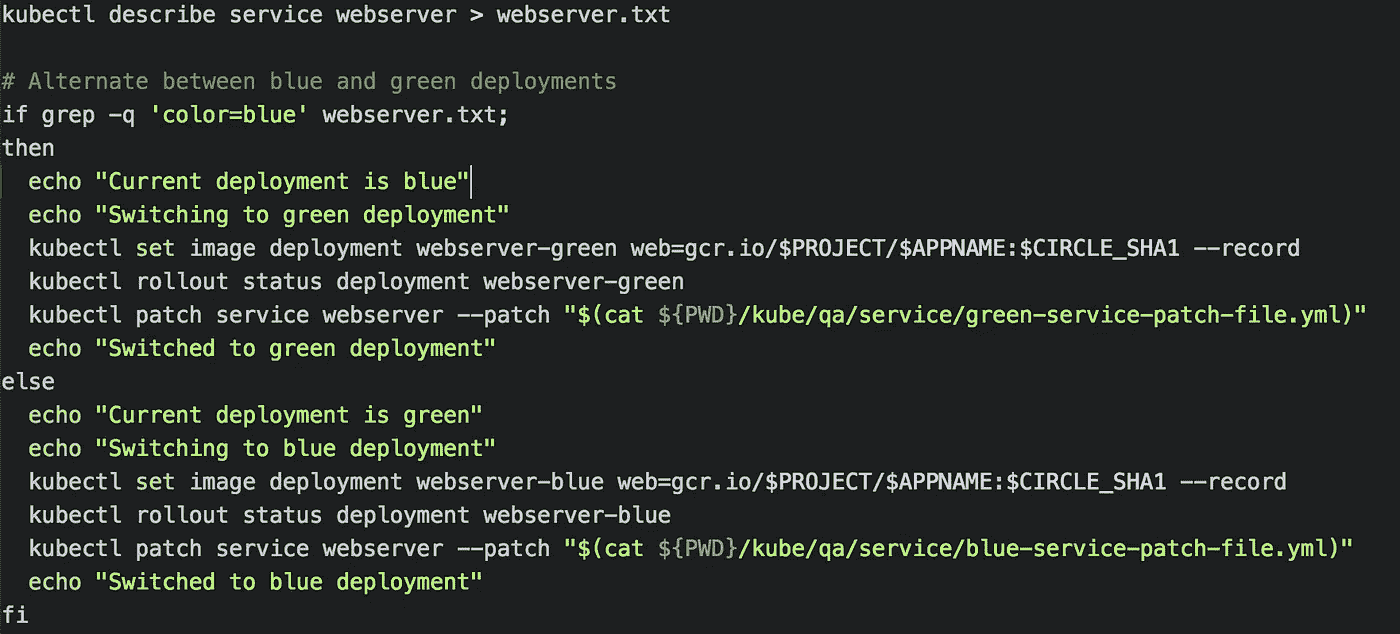 kubectl describe service webserver > webserver.txt
# Alternate between blue and green deployments
if grep -q 'color=blue' webserver.txt;
then
echo "Current deployment is blue"
echo "Switching to green deployment"
kubectl set image deployment webserver-green web=gcr.io/$PROJECT/$APPNAME:$CIRCLE_SHA1 --record
kubectl rollout status deployment webserver-green
kubectl patch service webserver --patch "$(cat ${PWD}/kube/qa/service/green-service-patch-file.yml)"
echo "Switched to green deployment"
else
echo "Current deployment is green"
echo "Switching to blue deployment"
kubectl set image deployment webserver-blue web=gcr.io/$PROJECT/$APPNAME:$CIRCLE_SHA1 --record
kubectl rollout status deployment webserver-blue
kubectl patch service webserver --patch "$(cat ${PWD}/kube/qa/service/blue-service-patch-file.yml)"
echo "Switched to blue deployment"
fi